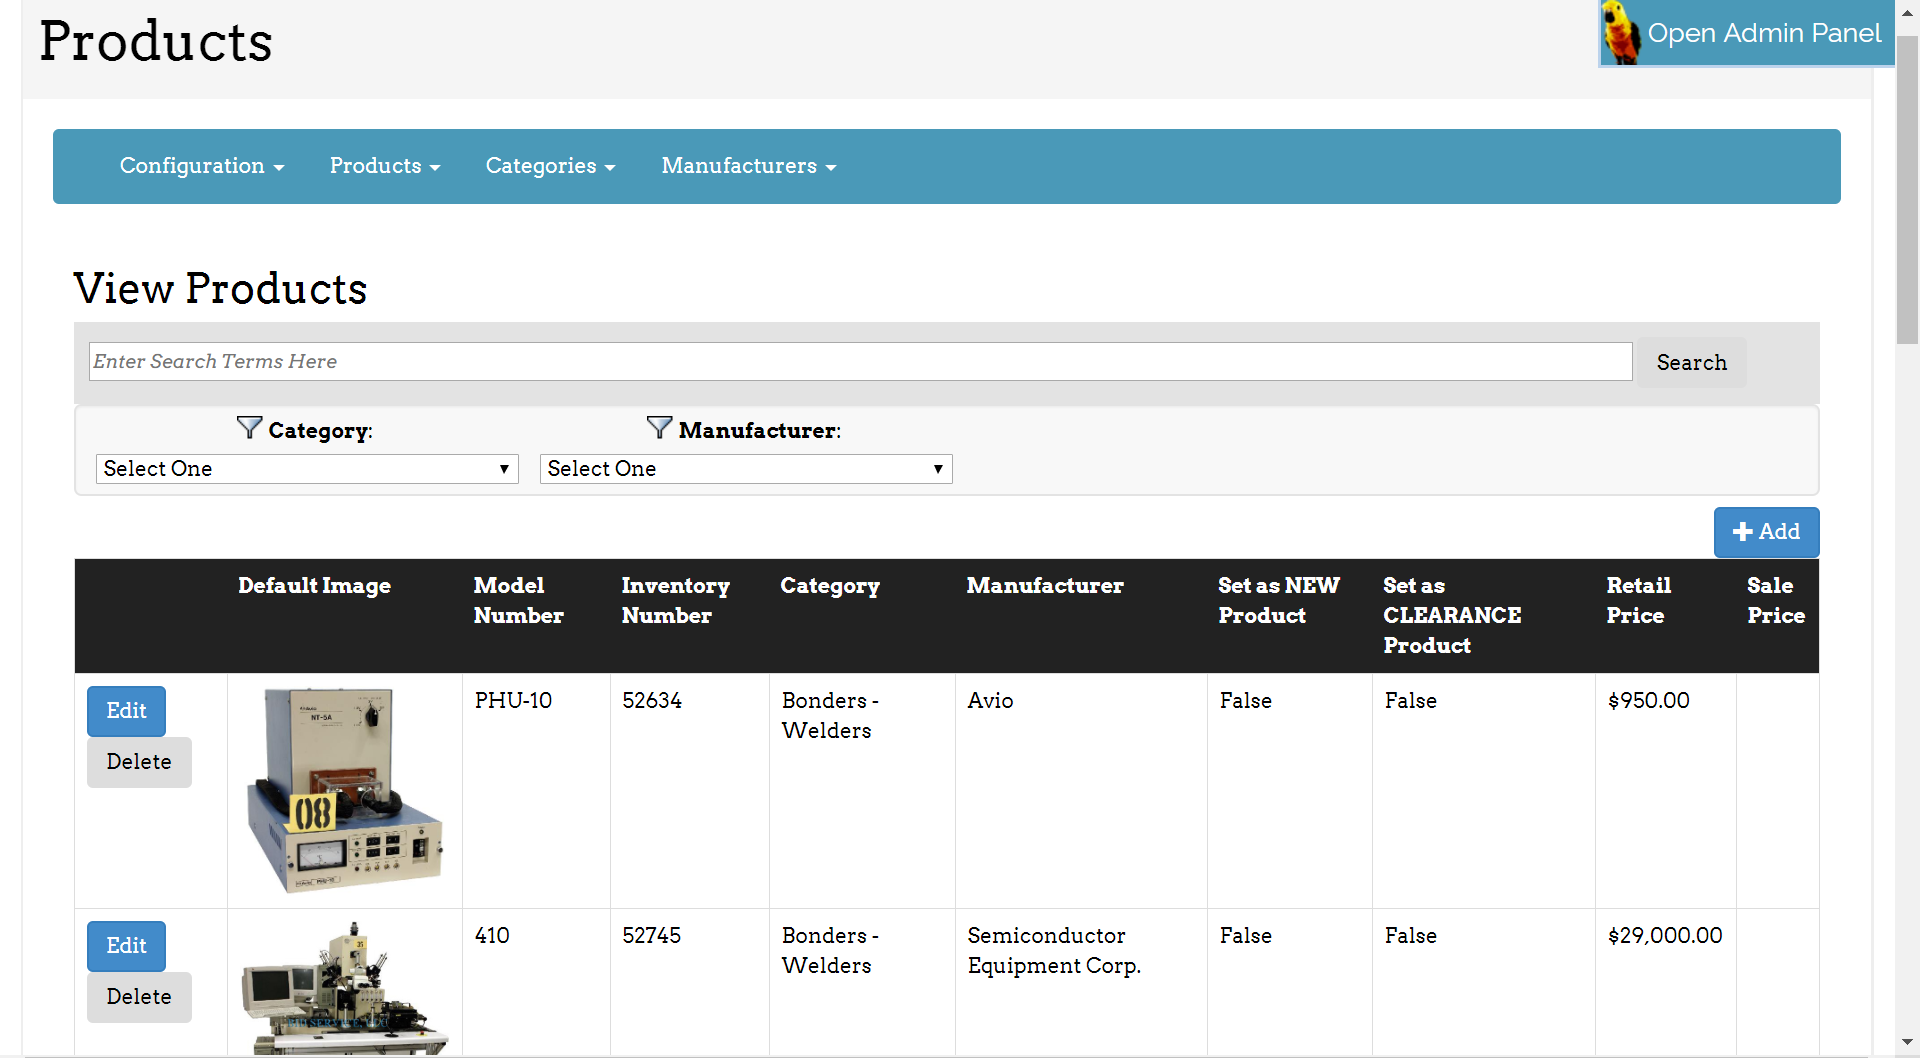 Products
Open Admin Panel
Configuration
Products
Categories
Manufacturers
View Products
Enter Search Terms Here
Search
Category:
Manufacturer:
Select One
Select One
Add
Default Image
Model
Number
Inventory
Number
Category
Manufacturer
Set as NEW
Product
Set as
CLEARANCE
Product
Retail
Price
Sale
Price
Edit
Delete
NT-5A
08
PHU-10
52634
Bonders -
Welders
Avio
False
False
$950.00
Edit
Delete
35
410
52745
Bonders -
Welders
Semiconductor
Equipment Corp.
False
False
$29,000.00